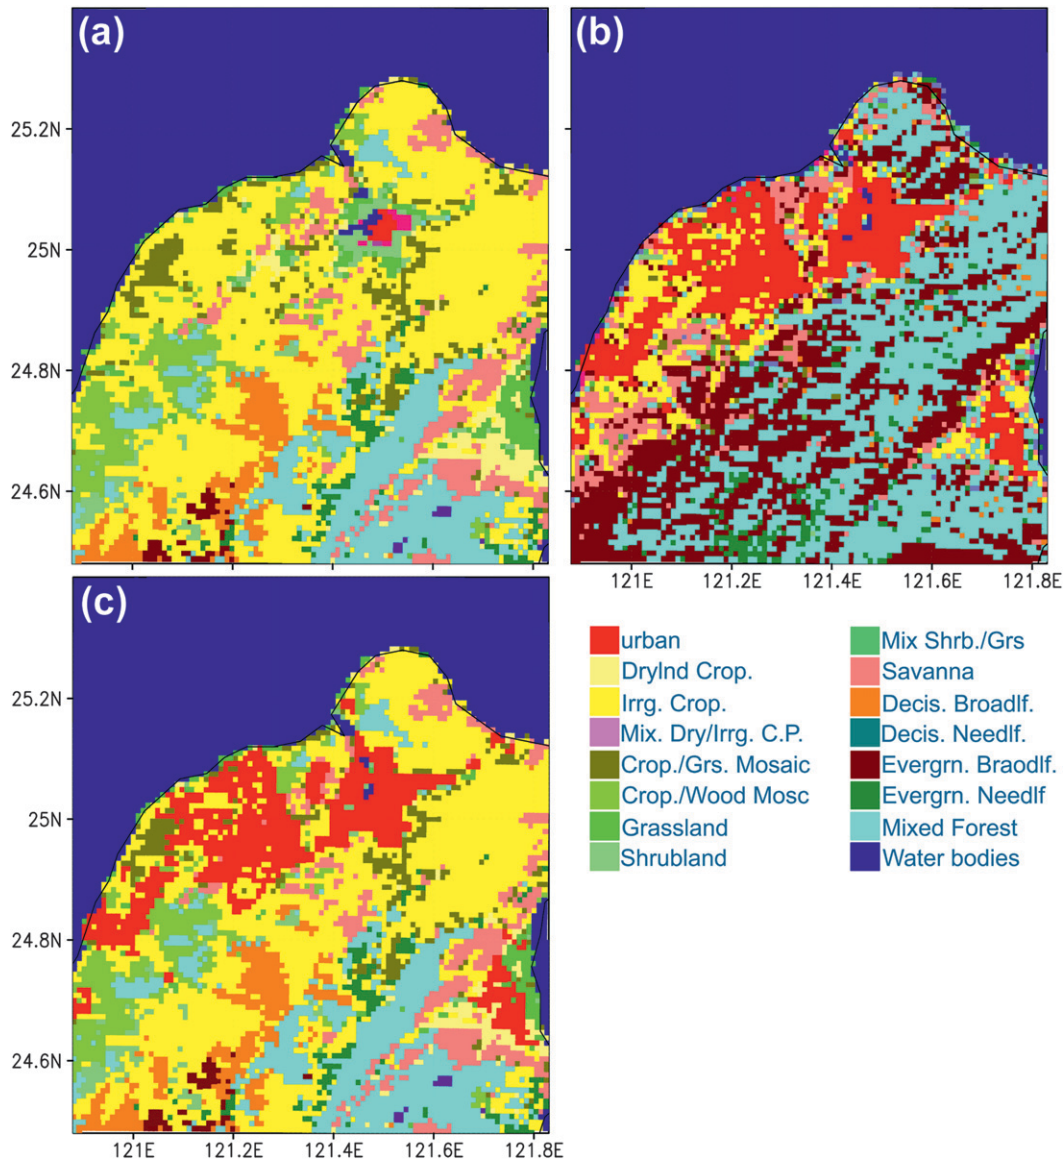 (a)
(b)
25.2N
25N
24.8N
24.6N
121E 121.2E 121.4E 121.6E 121.8E
(c)
25.2N
25N
24.8N
24.6N
121E 121.2E 121.4E 121.6E 121.8E
urban
Drylnd Crop.
Irrg. Crop.
Mix. Dry/Irrg. C.P.
Crop./Grs. Mosaic
Crop./Wood Mosc
Grassland
Shrubland
Mix Shrb./Grs
Savanna
Decis. Broadlf.
Decis. Needlf.
Evergrn. Braodlf.
Evergrn. Needlf
Mixed Forest
Water bodies